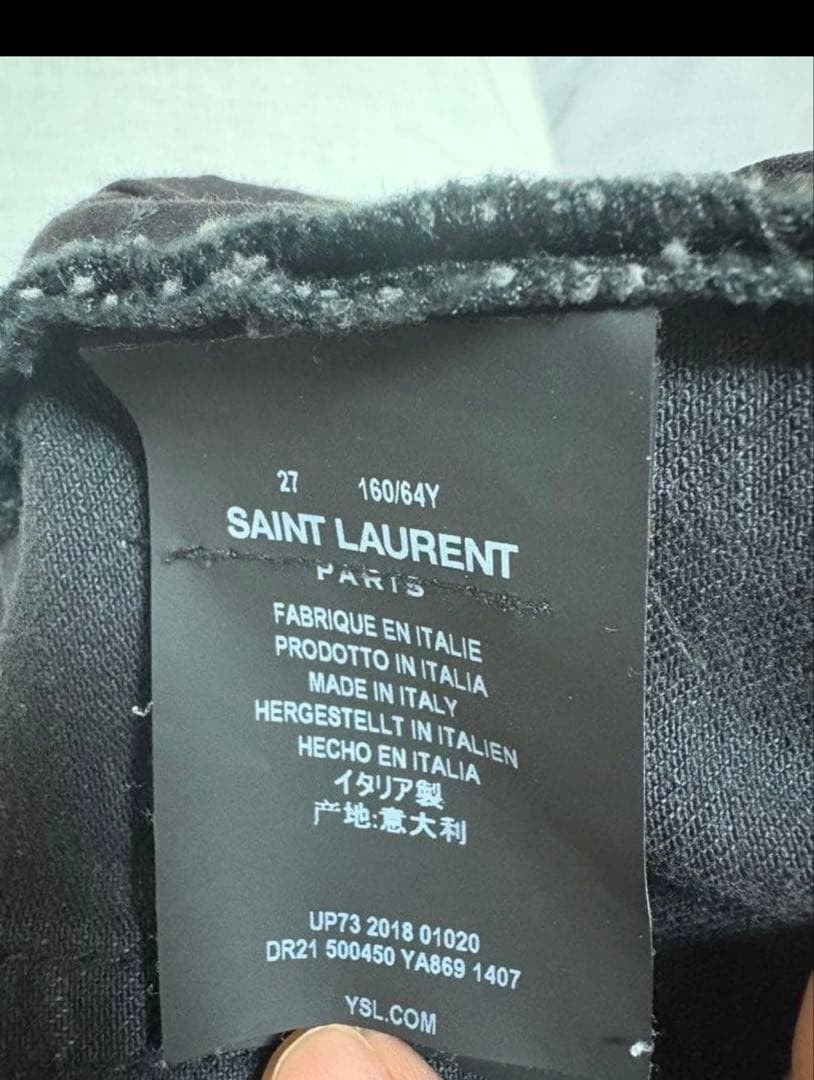 27 160/64Y
SAINT LAURENT
PARIS
FABRIQUE EN ITALIE
PRODOTTO IN ITALIA
MADE IN ITALY
HERGESTELLT IN ITALIEN
HECHO EN ITALIA
イタリア製
产地:意大利
UP73 2018 01020
DR21 500450 YA869 1407
YSL.COM